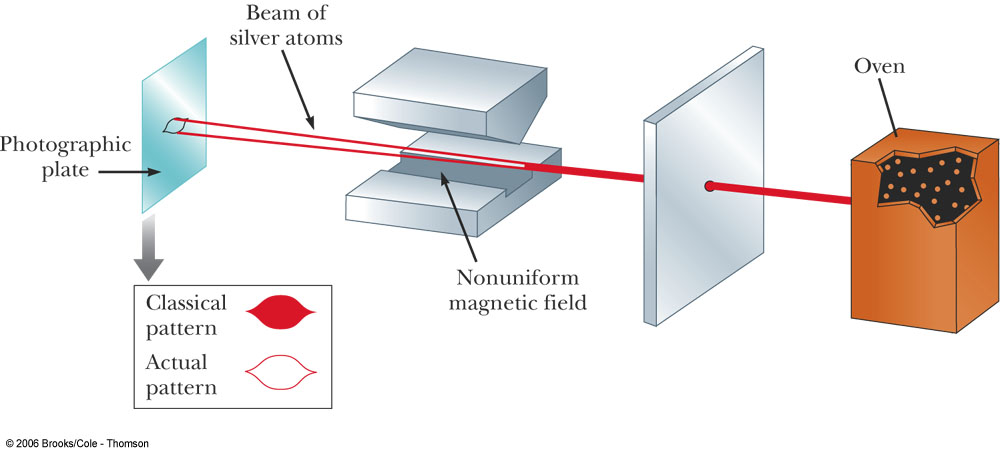 Beam of
silver atoms
Oven
Photographic
plate
Nonuniform
magnetic field
Classical
pattern
Actual
pattern
© 2006 Brooks/Cole - Thomson